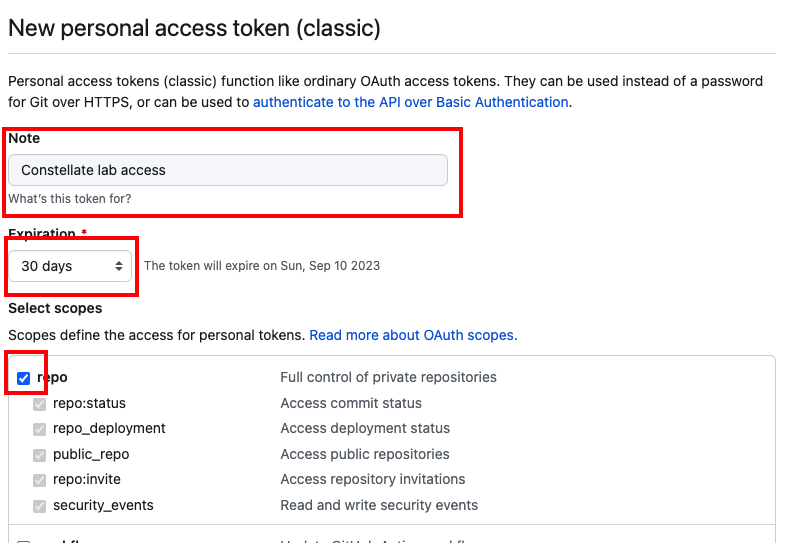 New personal access token (classic)
Personal access tokens (classic) function like ordinary OAuth access tokens. They can be used instead of a password
for Git over HTTPS, or can be used to authenticate to the API over Basic Authentication.
Note
Constellate lab access
What's this token for?
Expiration *
30 days The token will expire on Sun, Sep 10 2023
Select scopes
Scopes define the access for personal tokens. Read more about OAuth scopes.
repo Full control of private repositories
repo:status Access commit status
repo_deployment Access deployment status
public_repo Access public repositories
repo:invite Access repository invitations
security_events Read and write security events